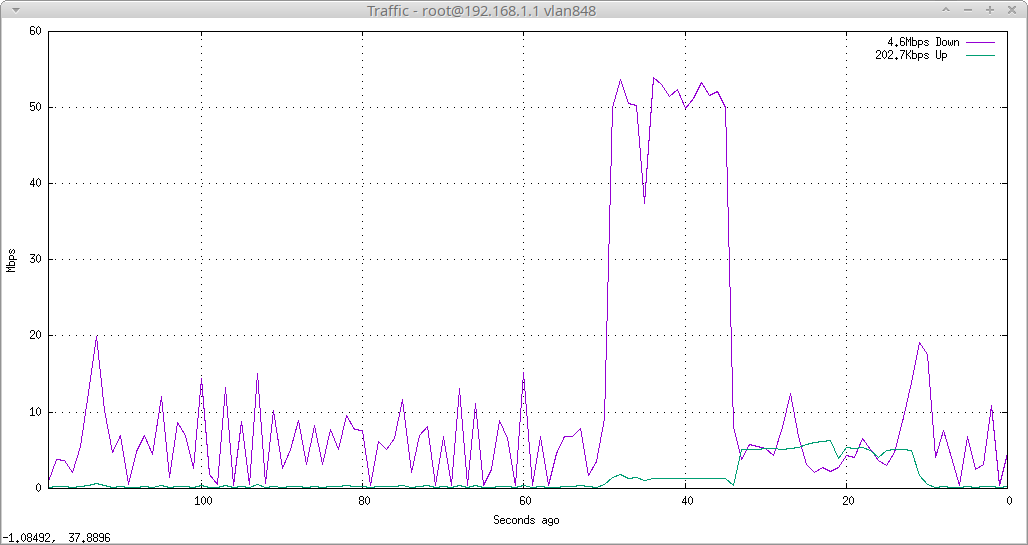 Traffic - root@192.168.1.1 vlan848
60
4.6Mbps Down
202.7Kbps Up
50
40
30
Mbps
20
10
0
100 80 60 40 20 0
Seconds ago
-1.08492, 37.8896